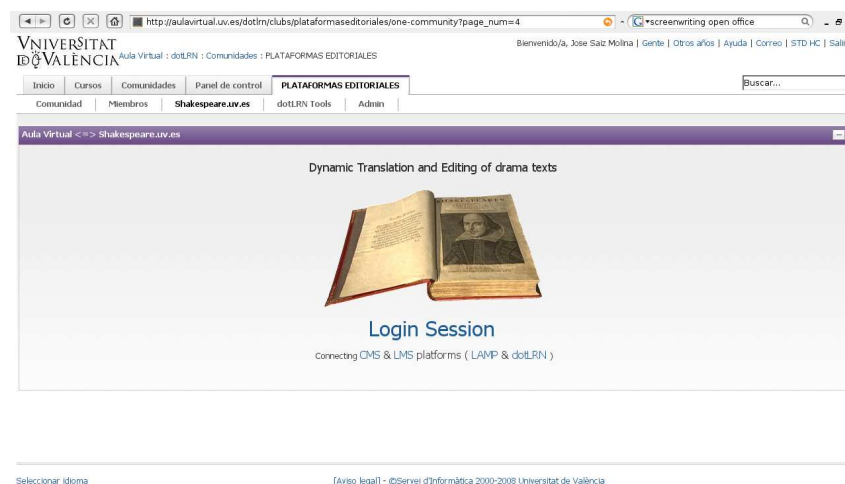 http://aulavirtual.uv.es/dotlrn/clubs/plataformaseditoriales/one-community?page_num=4
screenwriting open office
VNIVERSITAT
Bienvenido/a, Jose Saiz Molina | Gente | Otros años | Ayuda | Correo | STD HC | Salir
ID VALÈNCIA Aula Virtual : dotLRN : Comunidades : PLATAFORMAS EDITORIALES
Inicio Cursos Comunidades Panel de control PLATAFORMAS EDITORIALES Buscar...
Comunidad | Miembros | Shakespeare.uv.es | dotLRN Tools | Admin |
Aula Virtual <=> Shakespeare.uv.es
Dynamic Translation and Editing of drama texts
Login Session
Connecting CMS & LMS platforms ( LAMP & dotLRN )
Seleccionar idioma [Aviso legal] - ©Servei d'Informàtica 2000-2008 Universitat de València